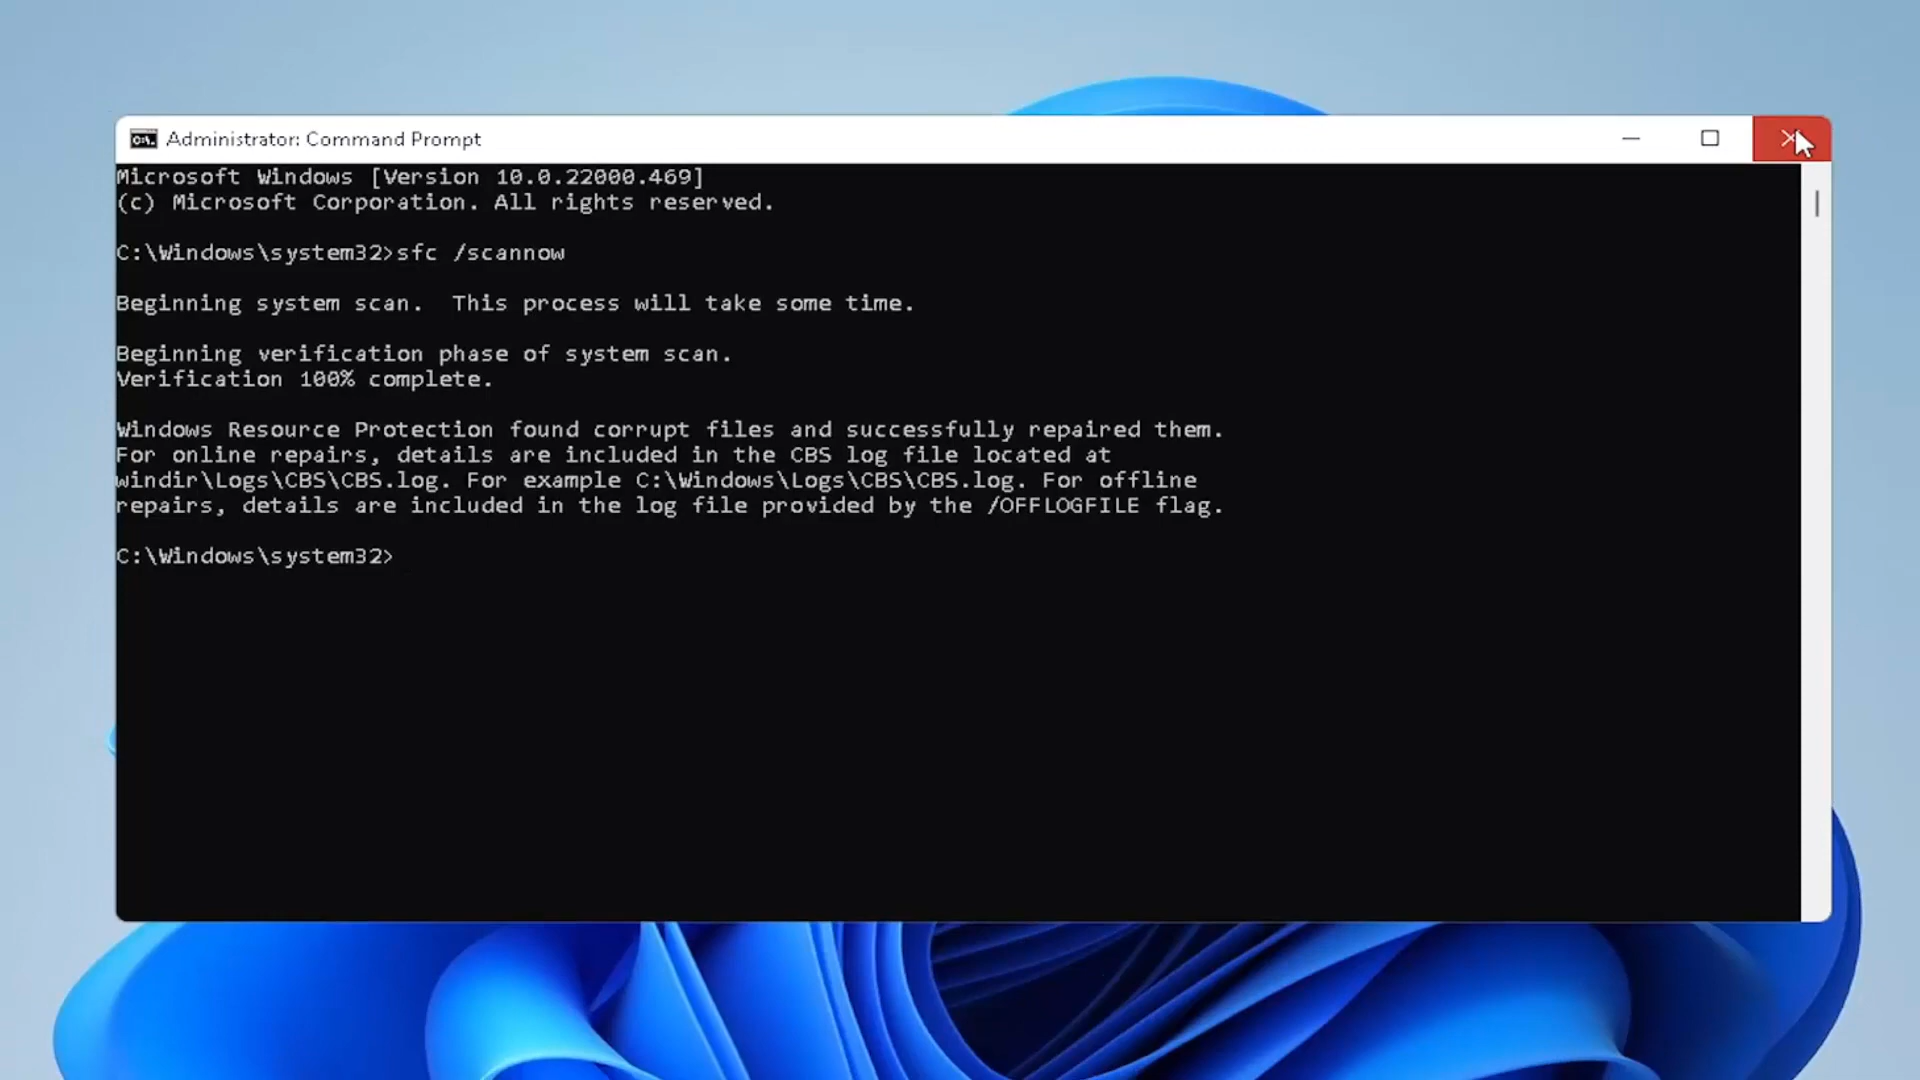 Administrator: Command Prompt
Microsoft Windows [Version 10.0.22000.469]
(c) Microsoft Corporation. All rights reserved.
C:\Windows\system32>sfc /scannow
Beginning system scan.  This process will take some time.
Beginning verification phase of system scan.
Verification 100% complete.
Windows Resource Protection found corrupt files and successfully repaired them.
For online repairs, details are included in the CBS log file located at
windir\Logs\CBS\CBS.log. For example C:\Windows\Logs\CBS\CBS.log. For offline
repairs, details are included in the log file provided by the /OFFLOGFILE flag.
C:\Windows\system32>